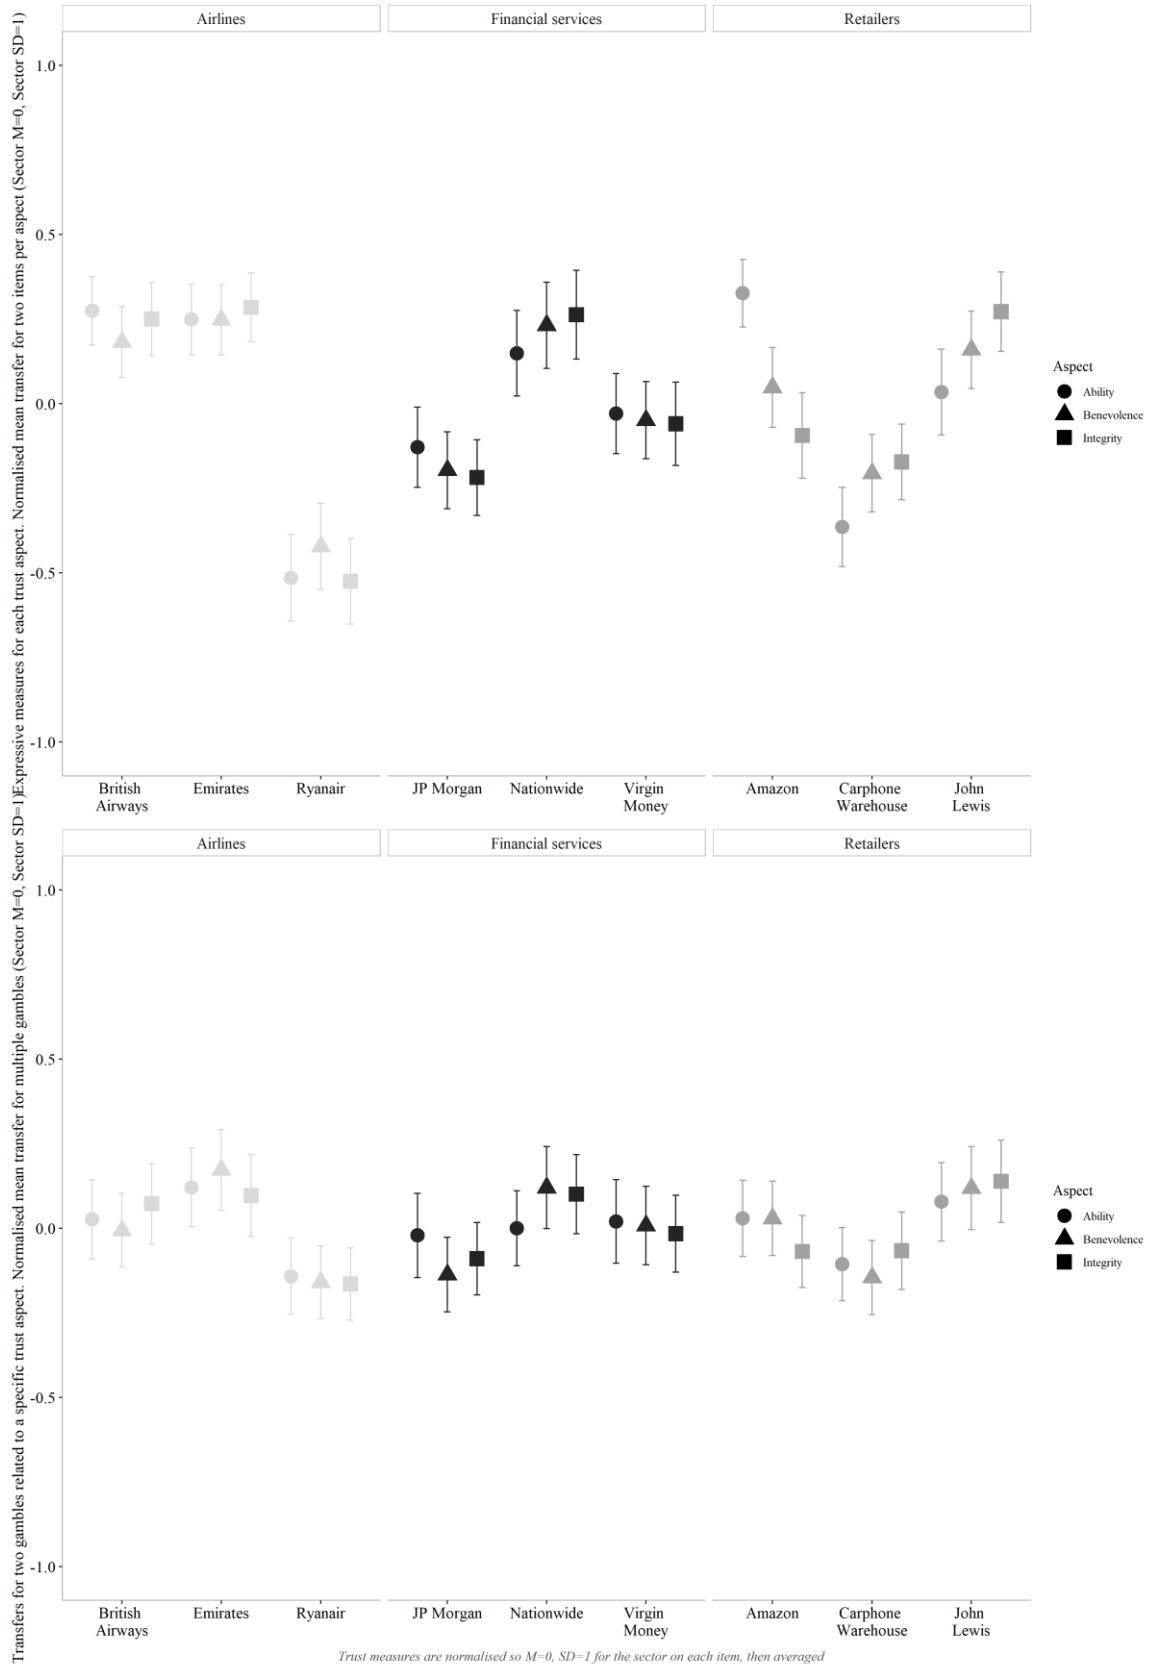 Expressive measures for each trust aspect. Normalised mean transfer for two items per aspect (Sector M=0, Sector SD=1)
Airlines
Financial services
Retailers
1.0
0.5
0.0
-0.5
-1.0
British
Airways
Emirates
Ryanair
JP Morgan
Nationwide
Virgin
Money
Amazon
Carphone
Warehouse
John
Lewis
Aspect
Ability
Benevolence
Integrity
Transfers for two gambles related to a specific trust aspect. Normalised mean transfer for multiple gambles (Sector M=0, Sector SD=1)
Airlines
Financial services
Retailers
1.0
0.5
0.0
-0.5
-1.0
British
Airways
Emirates
Ryanair
JP Morgan
Nationwide
Virgin
Money
Amazon
Carphone
Warehouse
John
Lewis
Aspect
Ability
Benevolence
Integrity
Trust measures are normalised so M=0, SD=1 for the sector on each item, then averaged